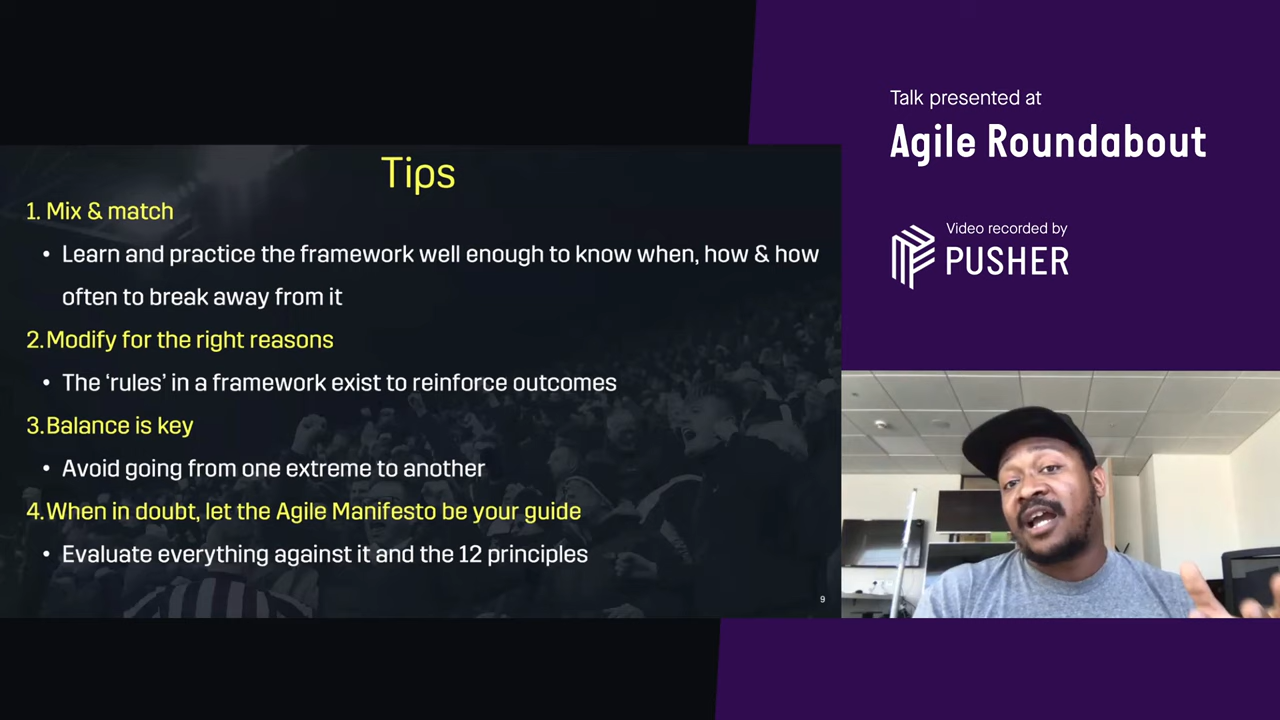 Tips
1. Mix & match
• Learn and practice the framework well enough to know when, how & how
often to break away from it
2.Modify for the right reasons
• The ‘rules’ in a framework exist to reinforce outcomes
3.Balance is key
• Avoid going from one extreme to another
4.When in doubt, let the Agile Manifesto be your guide
• Evaluate everything against it and the 12 principles
9
Talk presented at
Agile Roundabout
Video recorded by
PUSHER